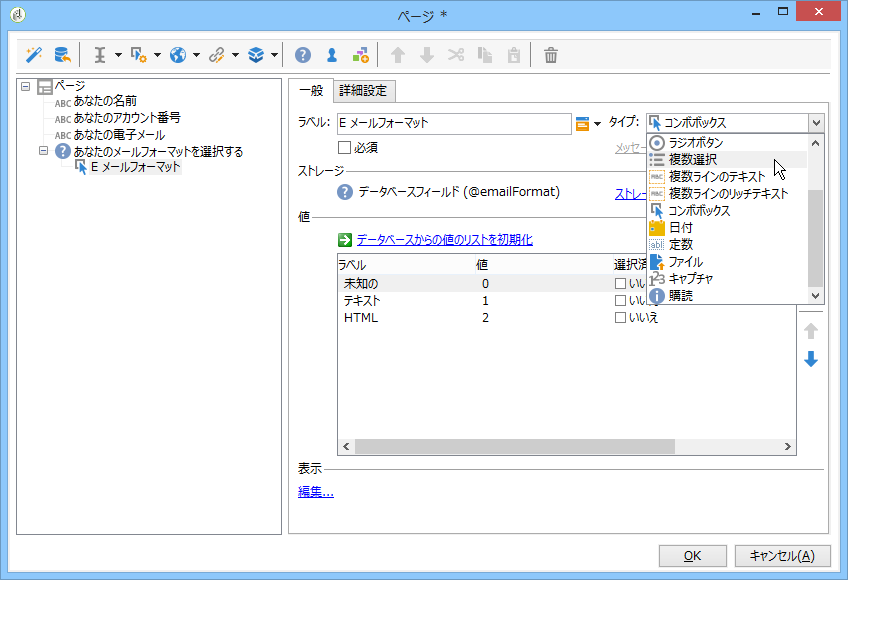 ページ *
ページ
ABC あなたの名前
ABC あなたのアカウント番号
ABC あなたの電子メール
あなたのメールフォーマットを選択する
E メールフォーマット
一般
詳細設定
ラベル: E メールフォーマット
タイプ: コンボボックス
必須
メッセー
ストレージ
データベースフィールド (@emailFormat)
ストレー
値
データベースからの値のリストを初期化
ラベル 値 選択済
未知の 0 いい
テキスト 1 いいえ
HTML 2 いいえ
ラジオボタン
複数選択
ABC 複数ラインのテキスト
ABC 複数ラインのリッチテキスト
コンボボックス
日付
ab| 定数
ファイル
123 キャプチャ
購読
表示
編集...
OK
キャンセル(A)